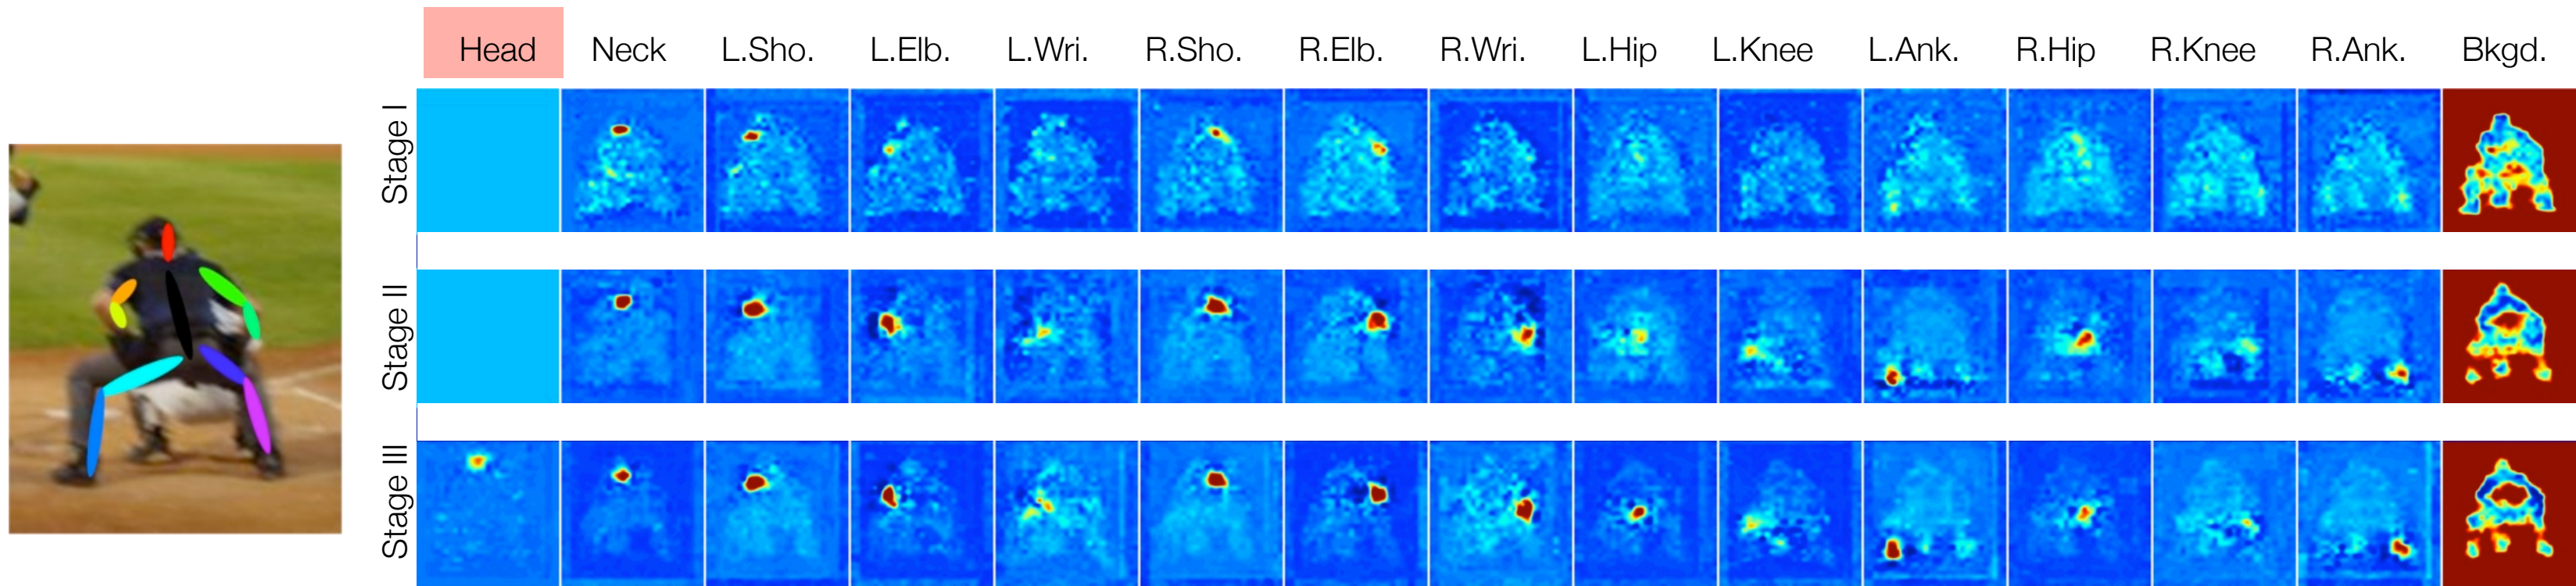 Head Neck L.Sho. L.Elb. L.Wri. R.Sho. R.Elb. R.Wri. L.Hip L.Knee L.Ank. R.Hip R.Knee R.Ank. Bkgd.
Stage I
Stage II
Stage III